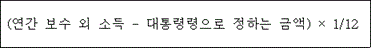 (연간 보수 외 소득 - 대통령령으로 정하는 금액) × 1/12